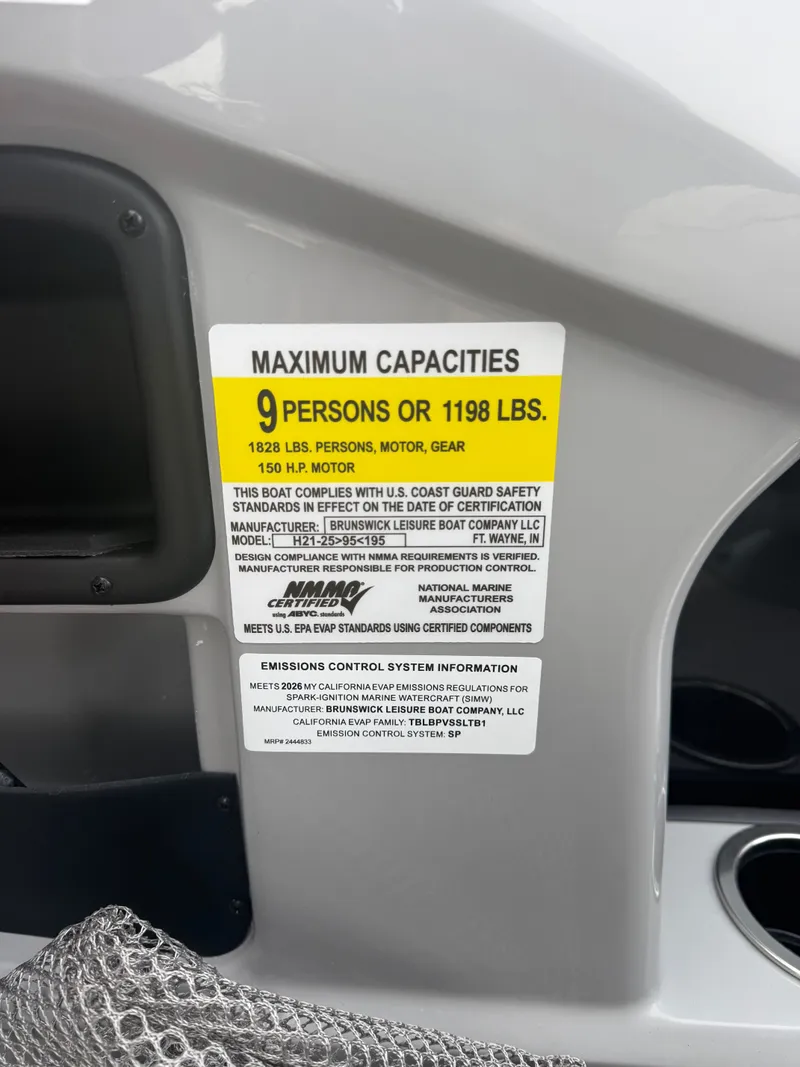 MAXIMUM CAPACITIES
9 PERSONS OR 1198 LBS.
1828 LBS. PERSONS, MOTOR, GEAR
150 H.P. MOTOR
THIS BOAT COMPLIES WITH U.S. COAST GUARD SAFETY
STANDARDS IN EFFECT ON THE DATE OF CERTIFICATION
MANUFACTURER: BRUNSWICK LEISURE BOAT COMPANY LLC
MODEL: H21-25>95<195 FT. WAYNE, IN
DESIGN COMPLIANCE WITH NMMA REQUIREMENTS IS VERIFIED.
MANUFACTURER RESPONSIBLE FOR PRODUCTION CONTROL.
NMMA
CERTIFIED
using ABYC. standards
NATIONAL MARINE
MANUFACTURERS
ASSOCIATION
MEETS U.S. EPA EVAP STANDARDS USING CERTIFIED COMPONENTS
EMISSIONS CONTROL SYSTEM INFORMATION
MEETS 2026 MY CALIFORNIA EVAP EMISSIONS REGULATIONS FOR
SPARK-IGNITION MARINE WATERCRAFT (SIMW)
MANUFACTURER: BRUNSWICK LEISURE BOAT COMPANY, LLC
CALIFORNIA EVAP FAMILY: TBLBPVSSLTB1
EMISSION CONTROL SYSTEM: SP
MRP# 2444833